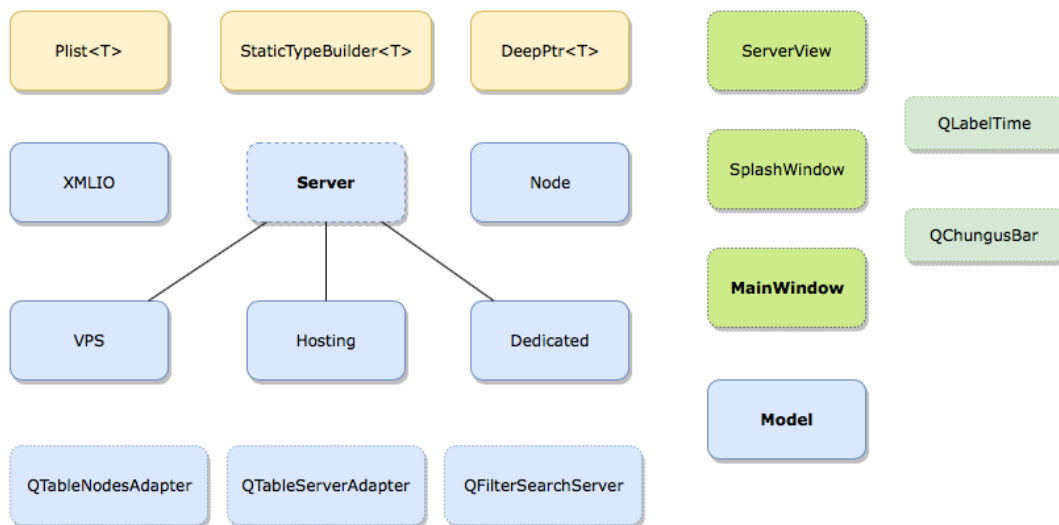 Plist<T>
StaticTypeBuilder<T>
DeepPtr<T>
ServerView
QLabelTime
XMLIO
Server
Node
SplashWindow
QChungusBar
MainWindow
VPS
Hosting
Dedicated
Model
QTableNodesAdapter
QTableServerAdapter
QFilterSearchServer